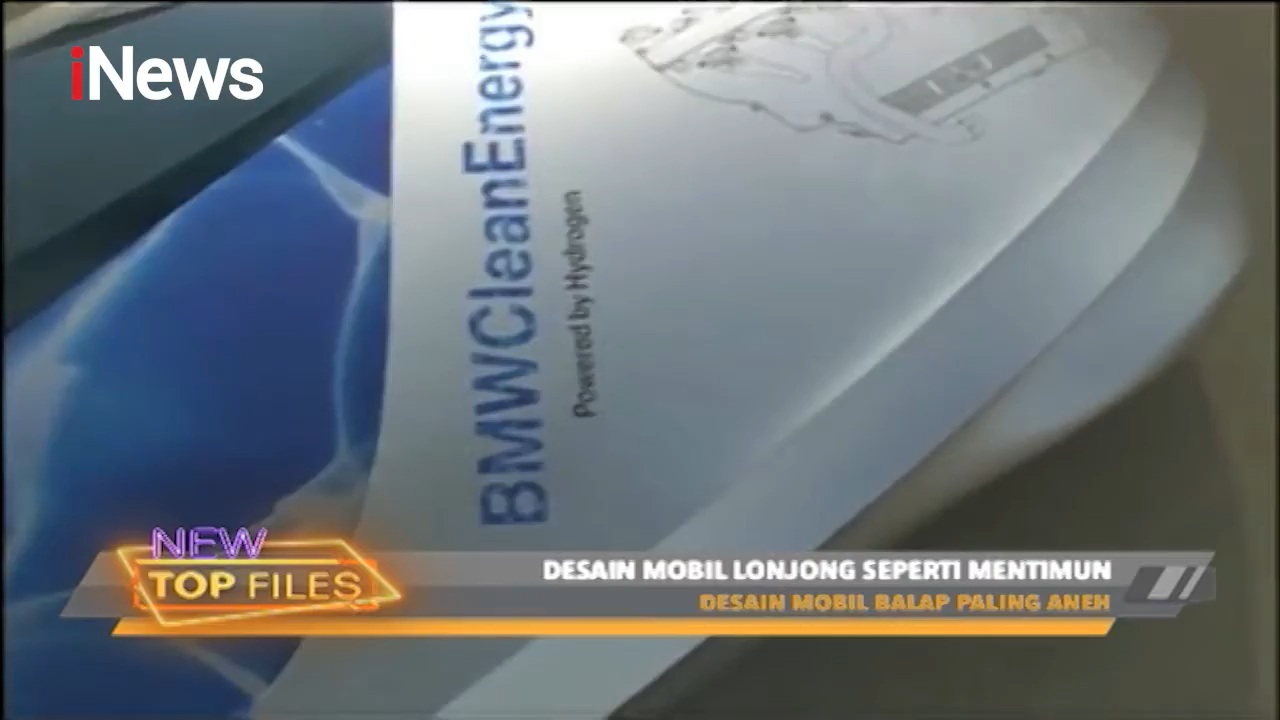 iNews
BMWCleanEnergy
Powered by Hydrogen
NEW
TOP FILES
DESAIN MOBIL LONJONG SEPERTI MENTIMUN
DESAIN MOBIL BALAP PALING ANEH